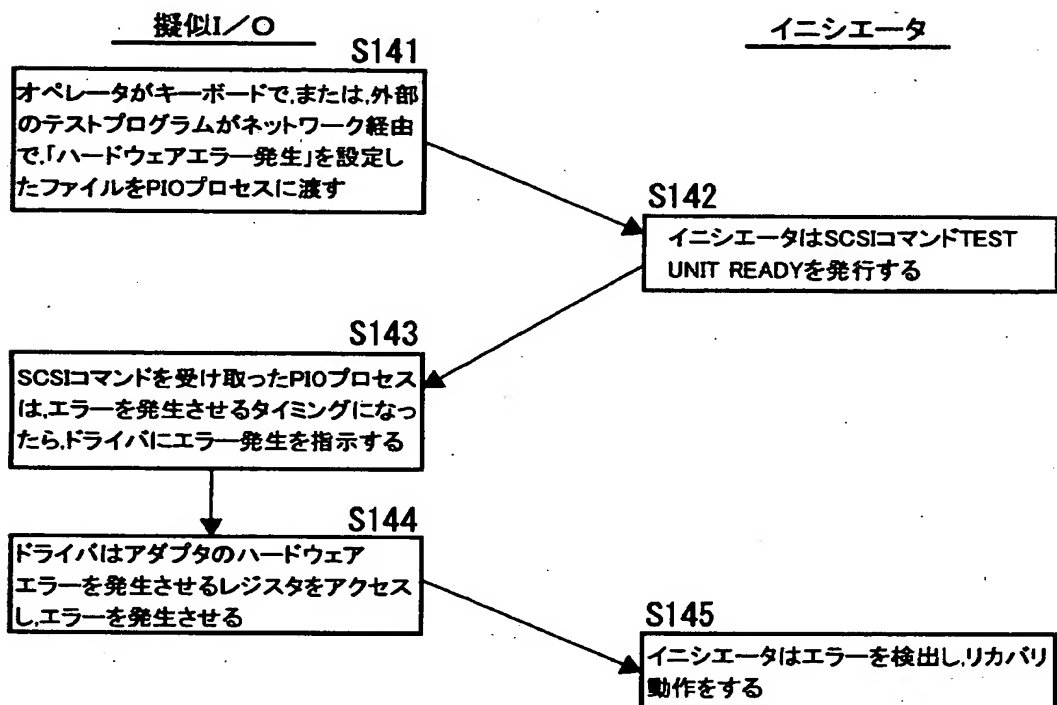 擬似I／O
イニシエータ
S141
オペレータがキーボードで,または,外部
のテストプログラムがネットワーク経由
で,「ハードウェアエラー発生」を設定し
たファイルをPIOプロセスに渡す
S142
イニシエータはSCSIコマンドTEST
UNIT READYを発行する
S143
SCSIコマンドを受け取ったPIOプロセス
は,エラーを発生させるタイミングになっ
たら,ドライバにエラー発生を指示する
S144
ドライバはアダプタのハードウェア
エラーを発生させるレジスタをアクセス
し,エラーを発生させる
S145
イニシエータはエラーを検出し,リカバリ
動作をする